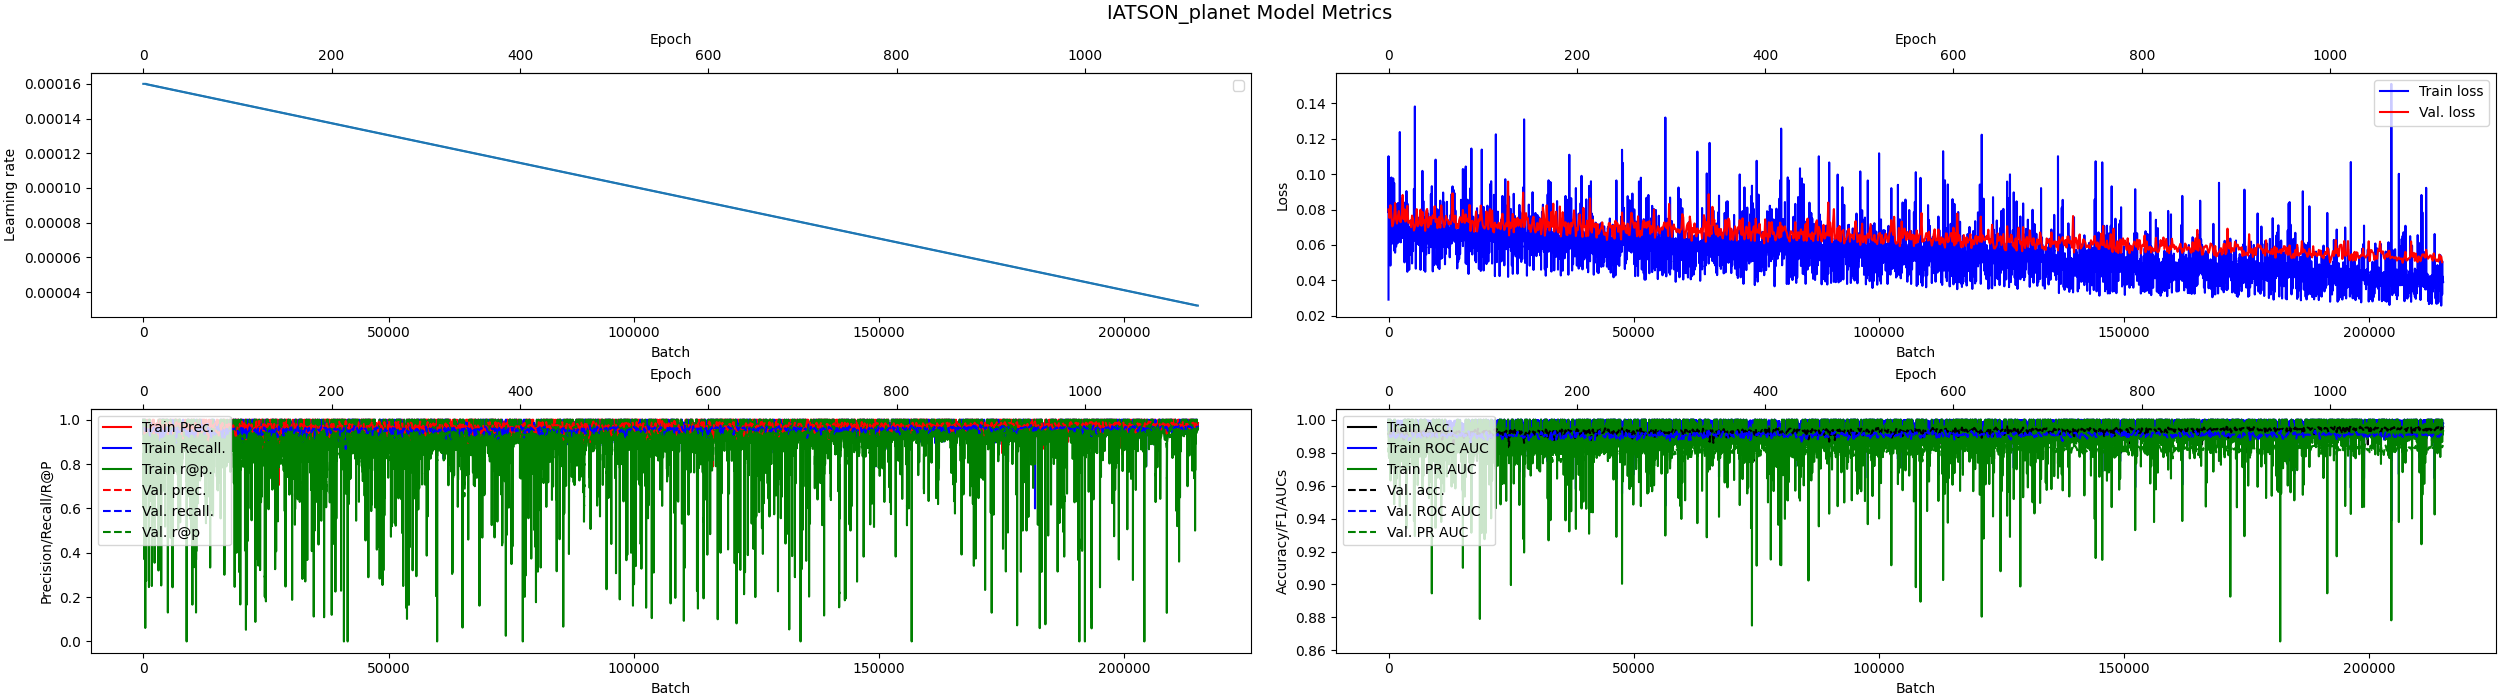 IATSON_planet Model Metrics
Epoch
0 200 400 600 800 1000
Learning rate
0.00016
0.00014
0.00012
0.00010
0.00008
0.00006
0.00004
0 50000 100000 150000 200000
Batch
Epoch
0 200 400 600 800 1000
Loss
0.14
0.12
0.10
0.08
0.06
0.04
0.02
Train loss
Val. loss
0 50000 100000 150000 200000
Batch
Epoch
0 200 400 600 800 1000
Precision/Recall/R@P
1.0
0.8
0.6
0.4
0.2
0.0
Train Prec.
Train Recall.
Train r@p.
Val. prec.
Val. recall.
Val. r@p
0 50000 100000 150000 200000
Batch
Epoch
0 200 400 600 800 1000
Accuracy/F1/AUCs
1.00
0.98
0.96
0.94
0.92
0.90
0.88
0.86
Train Acc.
Train ROC AUC
Train PR AUC
Val. acc.
Val. ROC AUC
Val. PR AUC
0 50000 100000 150000 200000
Batch